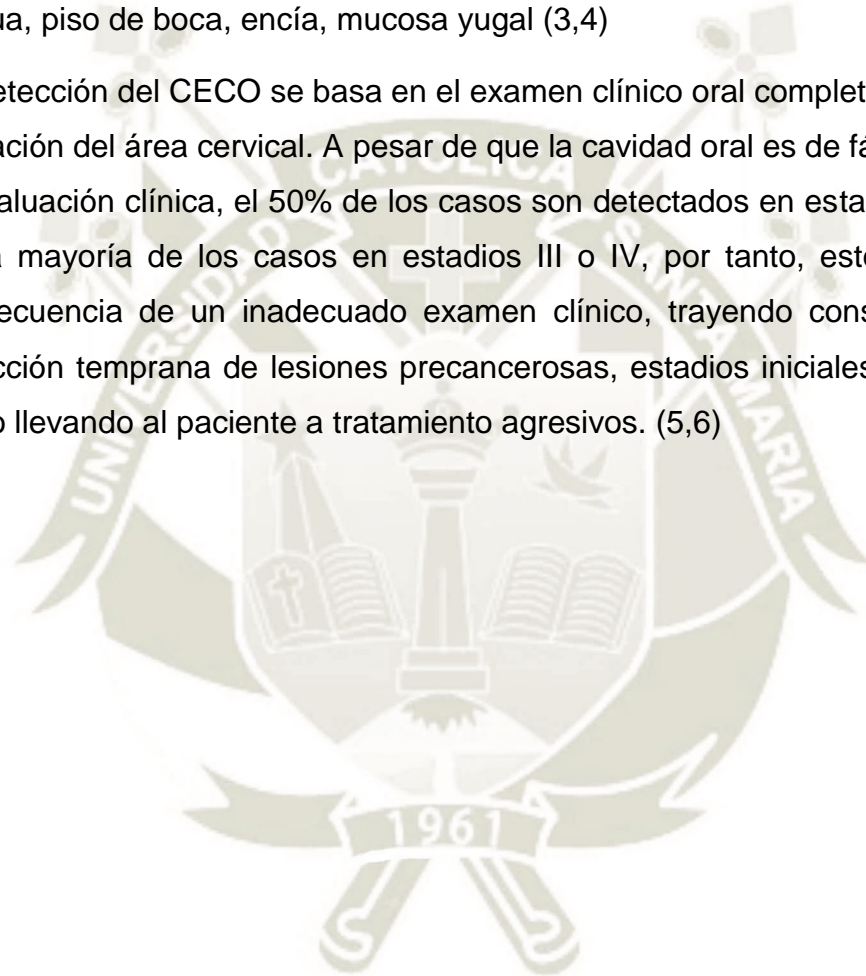 ua, piso de boca, encía, mucosa yugal (3,4)
etección del CECO se basa en el examen clínico oral complet
ación del área cervical. A pesar de que la cavidad oral es de fá
aluación clínica, el 50% de los casos son detectados en esta
a mayoría de los casos en estadios III o IV, por tanto, est
ecuencia de un inadecuado examen clínico, trayendo cons
cción temprana de lesiones precancerosas, estadios iniciales
o llevando al paciente a tratamiento agresivos. (5,6)
UNIVERSIDAD CATOLICA SANTA MARIA
1961